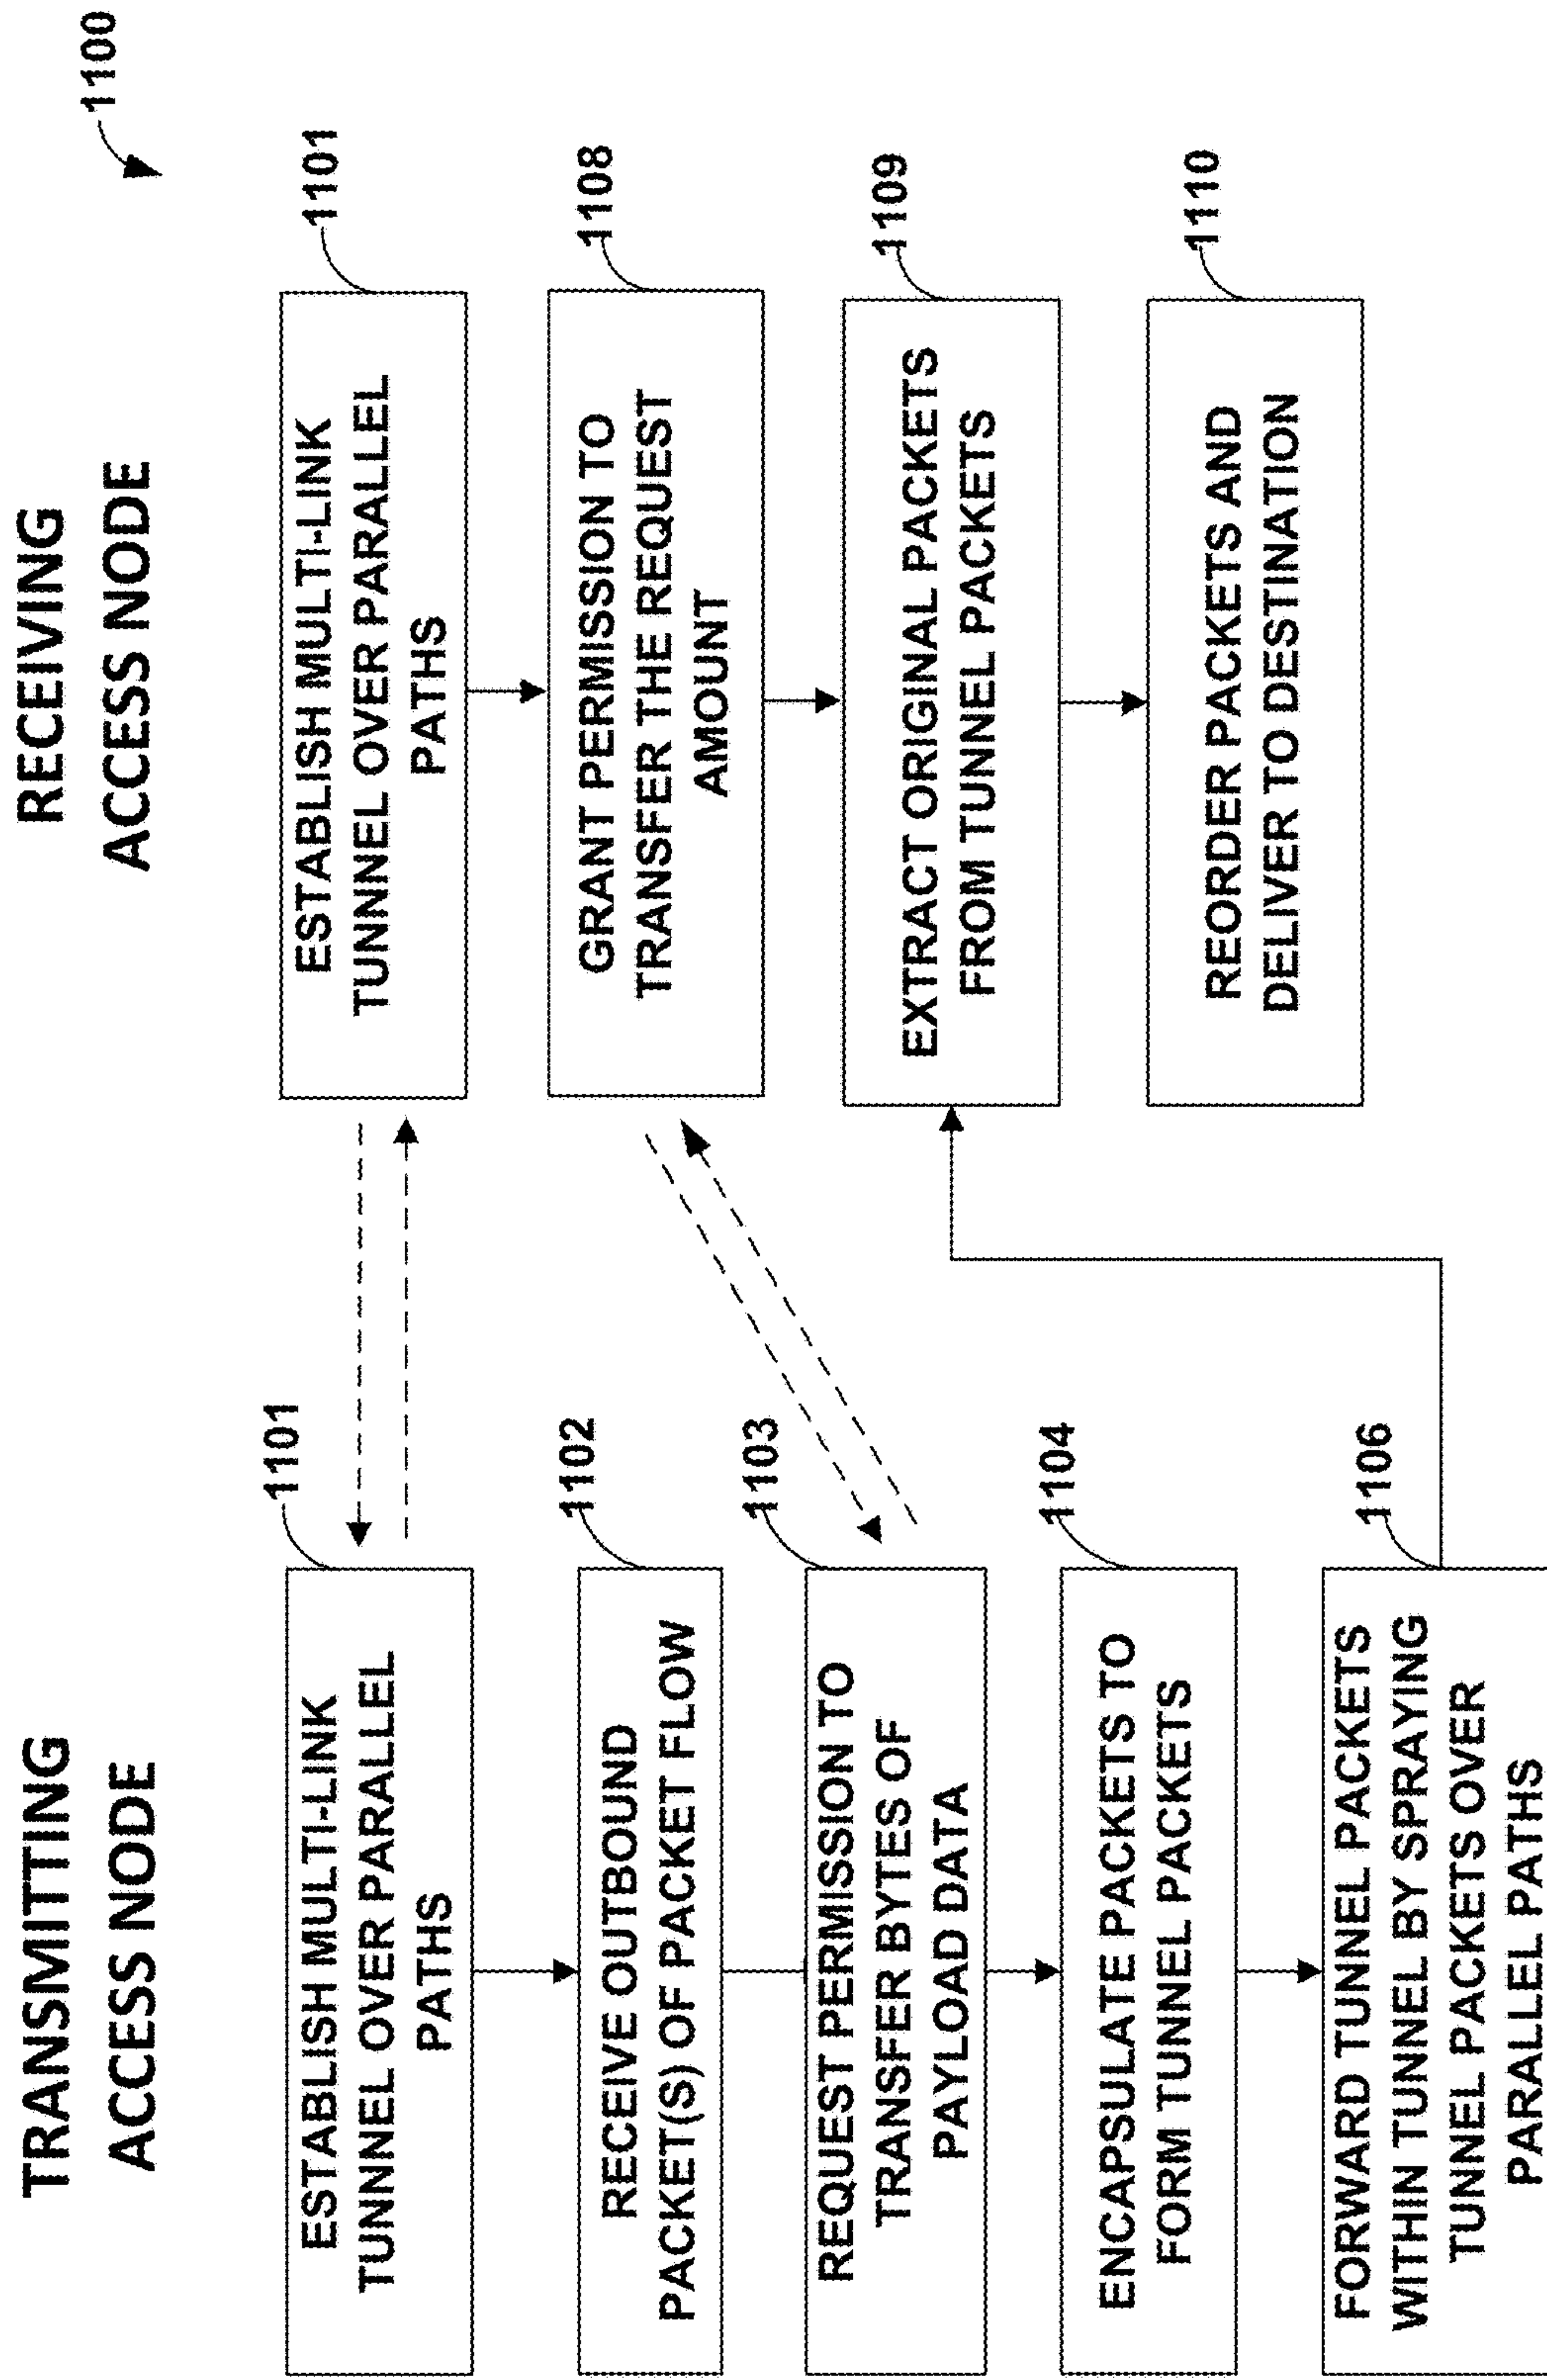 1100
TRANSMITTING
ACCESS NODE
1101
ESTABLISH MULTI-LINK
TUNNEL OVER PARALLEL
PATHS
1102
RECEIVE OUTBOUND
PACKET(S) OF PACKET FLOW
1103
REQUEST PERMISSION TO
TRANSFER BYTES OF
PAYLOAD DATA
1104
ENCAPSULATE PACKETS TO
FORM TUNNEL PACKETS
1106
FORWARD TUNNEL PACKETS
WITHIN TUNNEL BY SPRAYING
TUNNEL PACKETS OVER
PARALLEL PATHS
RECEIVING
ACCESS NODE
1101
ESTABLISH MULTI-LINK
TUNNEL OVER PARALLEL
PATHS
1108
GRANT PERMISSION TO
TRANSFER THE REQUEST
AMOUNT
1109
EXTRACT ORIGINAL PACKETS
FROM TUNNEL PACKETS
1110
REORDER PACKETS AND
DELIVER TO DESTINATION